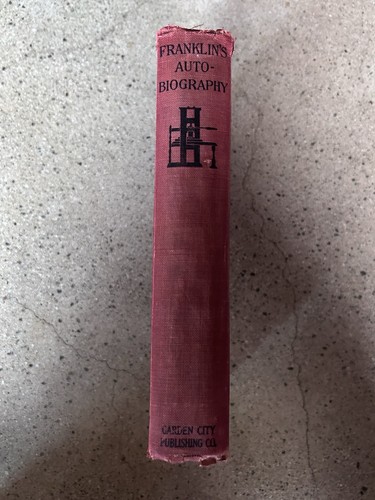 FRANKLIN'S
AUTO-
BIOGRAPHY
GARDEN CITY
PUBLISHING CO.